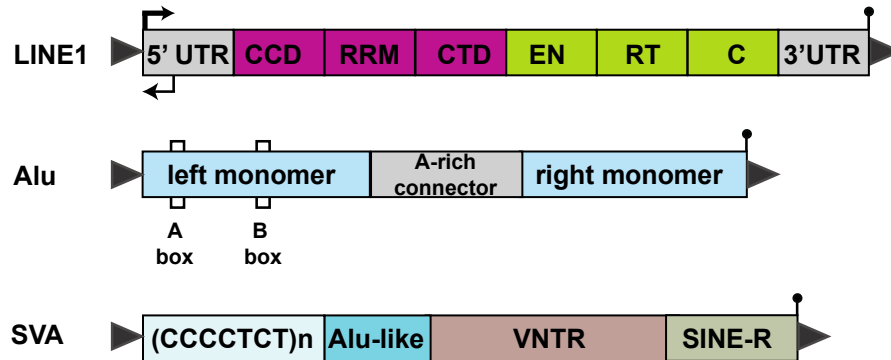 LINE1 5’ UTR CCD RRM CTD EN RT C 3’UTR
Alu left monomer A-rich connector right monomer
A box
B box
SVA (CCCCTCT)n Alu-like VNTR SINE-R